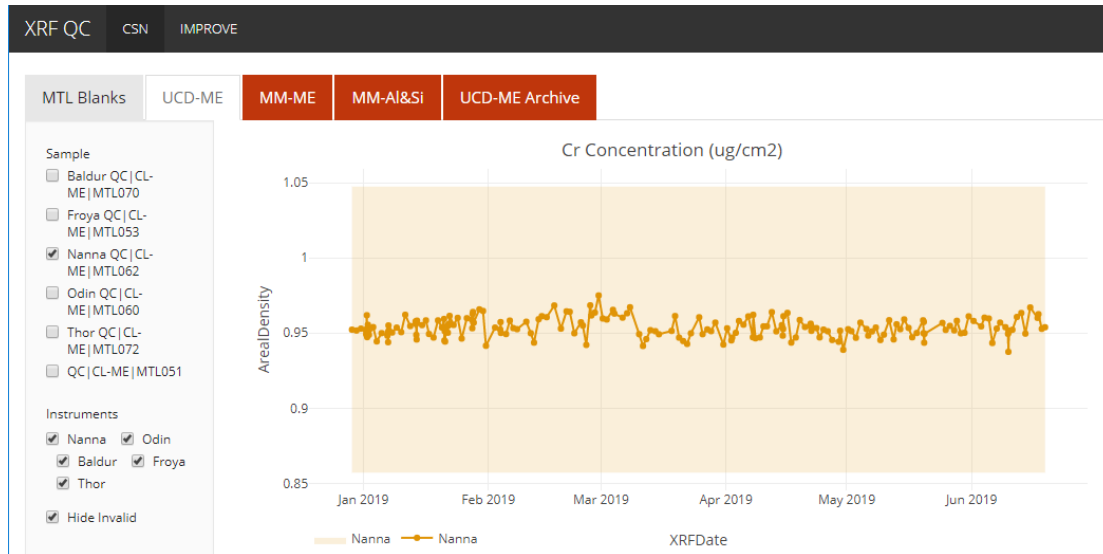 XRF QC CSN IMPROVE
MTL Blanks UCD-ME MM-ME MM-Al&Si UCD-ME Archive
Sample
Baldur QC|CL-
ME|MTL070
Froya QC|CL-
ME|MTL053
Nanna QC|CL-
ME|MTL062
Odin QC|CL-
ME|MTL060
Thor QC|CL-
ME|MTL072
QC|CL-ME|MTL051
Instruments
Nanna Odin
Baldur Froya
Thor
Hide Invalid
Cr Concentration (ug/cm2)
ArealDensity
1.05
1
0.95
0.9
0.85
Jan 2019 Feb 2019 Mar 2019 Apr 2019 May 2019 Jun 2019
XRFDate
Nanna Nanna